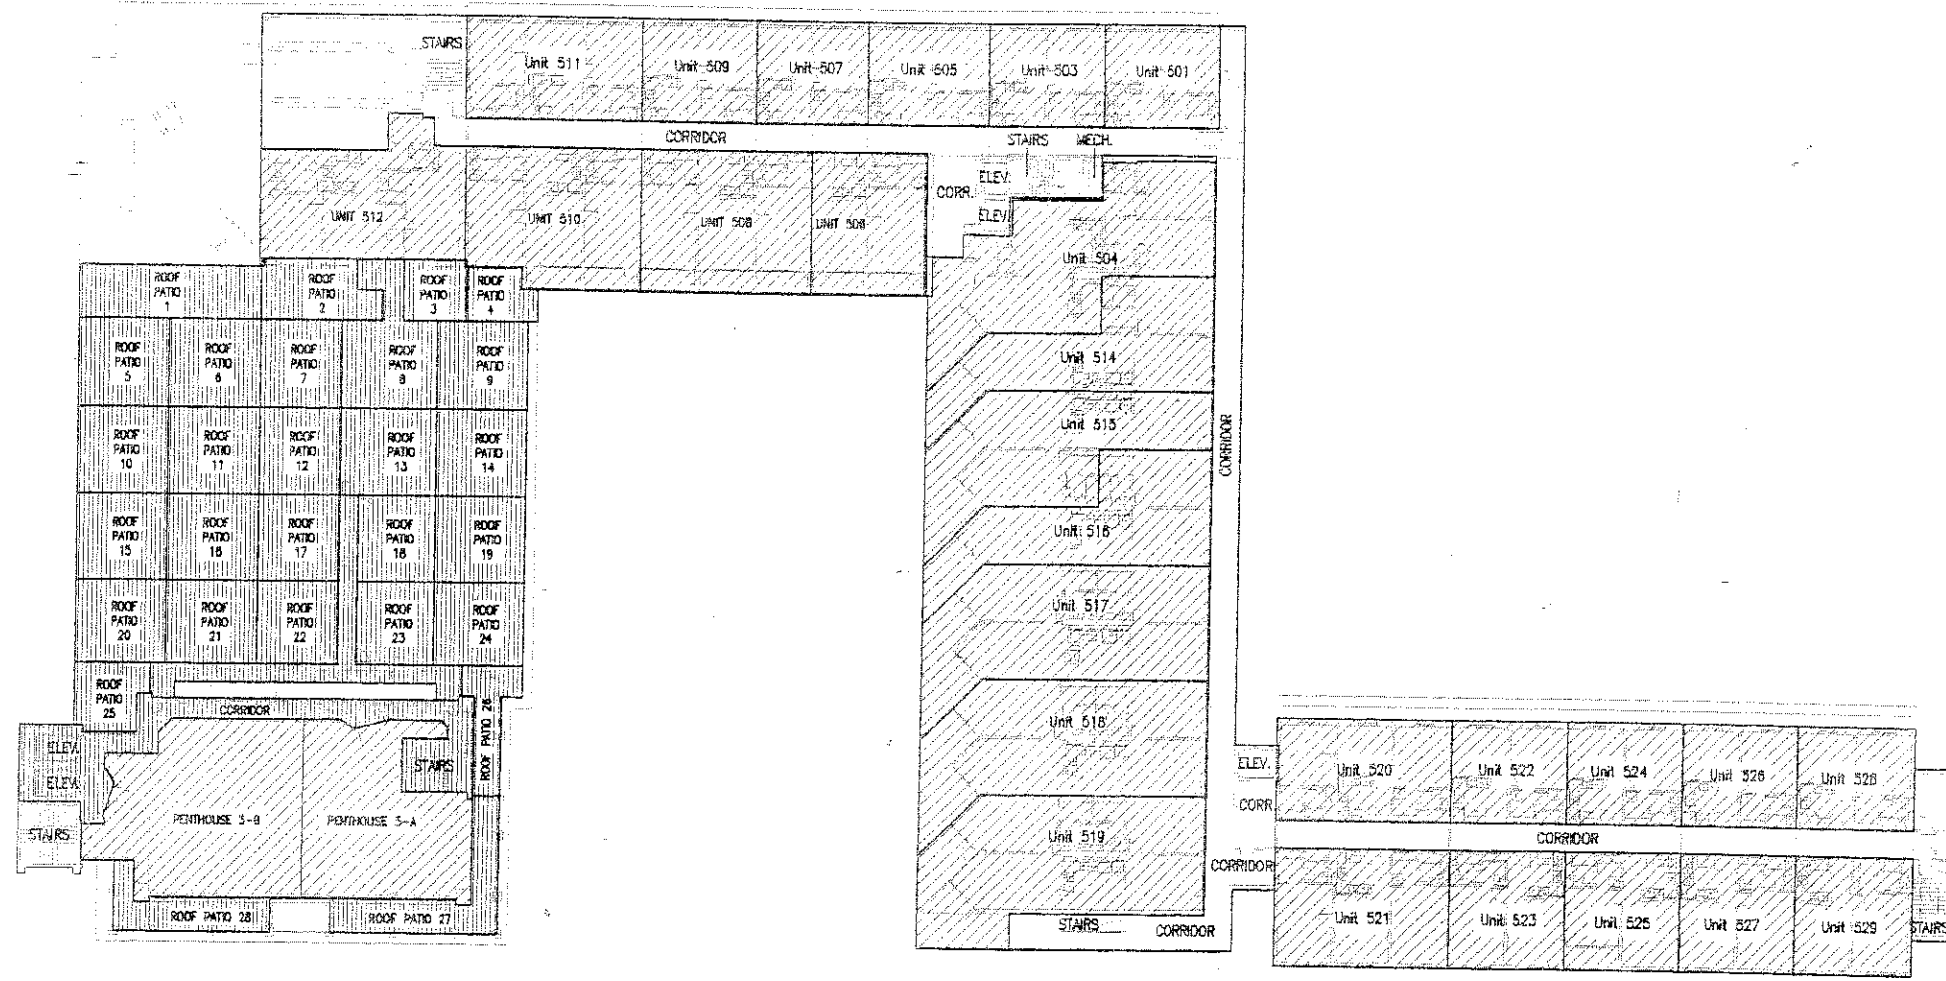 STAIRS
Unit 511
Unit 509
Unit 507
Unit 505
Unit 503
Unit 501
CORRIDOR
STAIRS
MECH.
CORR.
ELEV.
ELEV.
UNIT 512
UNIT 510
UNIT 508
Unit 504
ROOF
PATIO
1
ROOF
PATIO
2
ROOF
PATIO
3
ROOF
PATIO
4
ROOF
PATIO
5
ROOF
PATIO
6
ROOF
PATIO
7
ROOF
PATIO
8
ROOF
PATIO
9
Unit 514
ROOF
PATIO
10
ROOF
PATIO
11
ROOF
PATIO
12
ROOF
PATIO
13
ROOF
PATIO
14
Unit 515
CORRIDOR
ROOF
PATIO
15
ROOF
PATIO
16
ROOF
PATIO
17
ROOF
PATIO
18
ROOF
PATIO
19
Unit 516
ROOF
PATIO
20
ROOF
PATIO
21
ROOF
PATIO
22
ROOF
PATIO
23
ROOF
PATIO
24
Unit 517
ROOF
PATIO
25
CORRIDOR
ROOF PATIO 26
Unit 518
ELEV.
ELEV.
STAIRS
STAIRS
PENTHOUSE 5-B
PENTHOUSE 5-A
Unit 519
ROOF PATIO 28
ROOF PATIO 27
STAIRS
CORRIDOR
ELEV.
CORR.
CORRIDOR
Unit 520
Unit 522
Unit 524
Unit 526
Unit 528
CORRIDOR
Unit 521
Unit 523
Unit 525
Unit 527
Unit 529
STAIRS